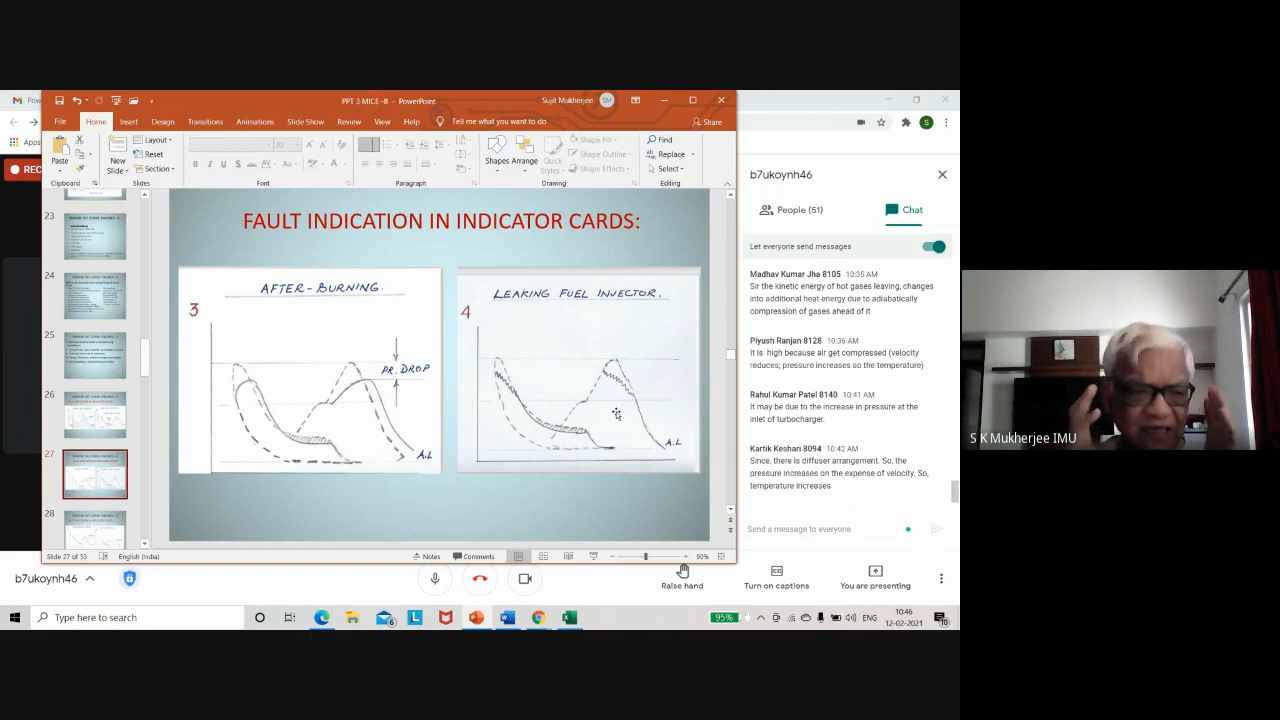 PPT 3 MICE -II - PowerPoint
Sujit Mukherjee
SM
File Home Insert Design Transitions Animations Slide Show Review View Help Tell me what you want to do
Share
Apps
REC
Paste
Clipboard
New
Slide
Layout
Reset
Section
Slides
20
Font
Paragraph
Shapes Arrange
Quick
Styles
Shape Fill
Shape Outline
Shape Effects
Drawing
Find
Replace
Select
Editing
23
24
25
26
27
28
FAULT INDICATION IN INDICATOR CARDS:
AFTER-BURNING.
3
PR. DROP
A.L
LEAKING FUEL INJECTOR.
4
A.L
Slide 27 of 53
English (India)
Notes
Comments
90%
b7ukoynh46
People (51)
Chat
Let everyone send messages
Madhav Kumar Jha 8105 10:35 AM
Sir the kinetic energy of hot gases leaving, changes
into additional heat energy due to adiabatically
compression of gases ahead of it
Piyush Ranjan 8128 10:36 AM
It is high because air get compressed (velocity
reduces; pressure increases so the temperature)
Rahul Kumar Patel 8140 10:41 AM
It may be due to the increase in pressure at the
inlet of turbocharger.
Kartik Keshari 8094 10:42 AM
Since, there is diffuser arrangement. So, the
pressure increases on the expense of velocity. So,
temperature increases
Send a message to everyone
S K Mukherjee IMU
b7ukoynh46
Raise hand
Turn on captions
You are presenting
Type here to search
95%
ENG
10:46
12-02-2021